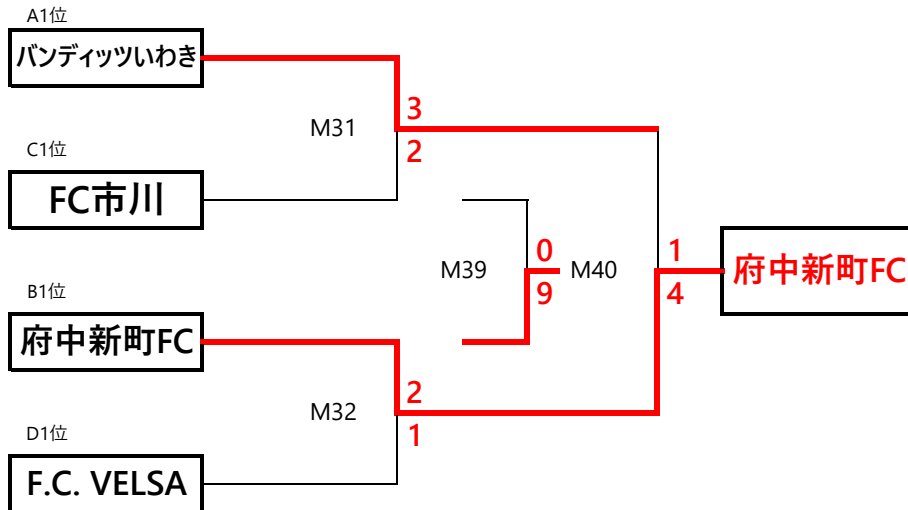 A1位
バンディッツいわき
3
M31
2
C1位
FC市川
0
1
M39
M40
府中新町FC
9
4
B1位
府中新町FC
2
M32
1
D1位
F.C. VELSA